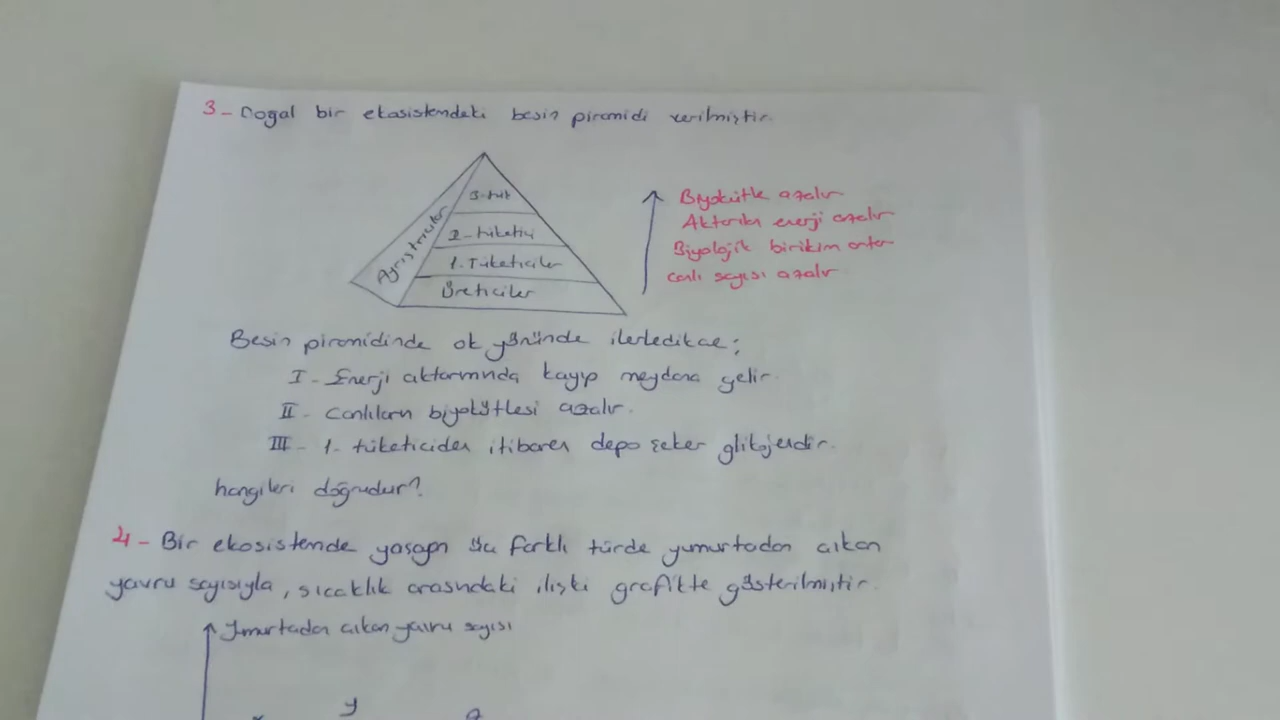 3- Doğal bir ekosistemdeki besin piramidi verilmiştir.
3-tük
2-tüketici
1.Tüketiciler
Üreticiler
Ayrıştırıcılar
Biyokütle azalır
Aktarılan enerji azalır
Biyolojik birikim artar
Canlı sayısı azalır
Besin piramidinde ok yönünde ilerledikçe;
I - Enerji aktarımında kayıp meydana gelir.
II - Canlıların biyokütlesi azalır.
III - 1. tüketiciden itibaren depo şeker glikojendir.
hangileri doğrudur?
4- Bir ekosistemde yaşayan üç farklı türde yumurtadan çıkan
yavru sayısıyla, sıcaklık arasındaki ilişki grafikte gösterilmiştir.
Yumurtadan çıkan yavru sayısı
y